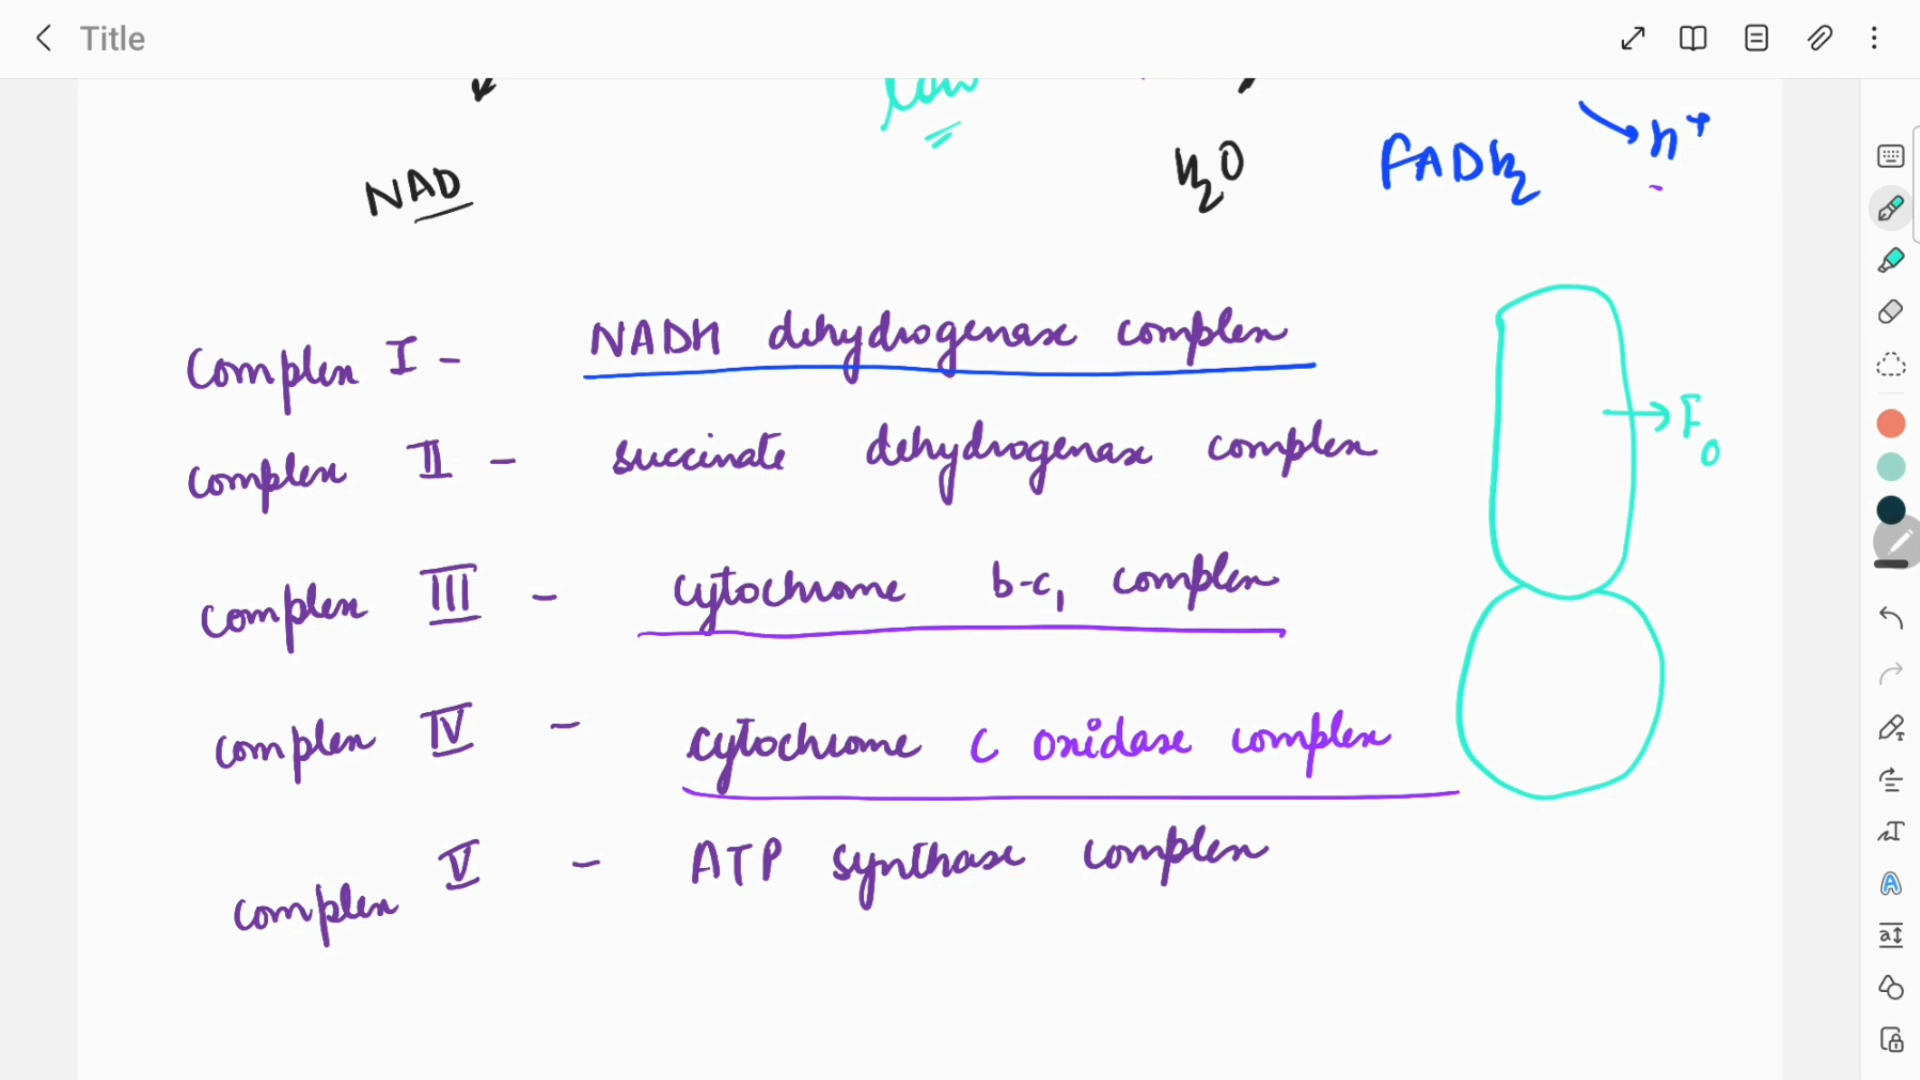 Title
low
NAD
H2O
FADH2
H+
Complex I - NADH dehydrogenase complex
complex II - succinate dehydrogenase complex
complex III - cytochrome b-c1 complex
complex IV - cytochrome c oxidase complex
complex V - ATP synthase complex
F0